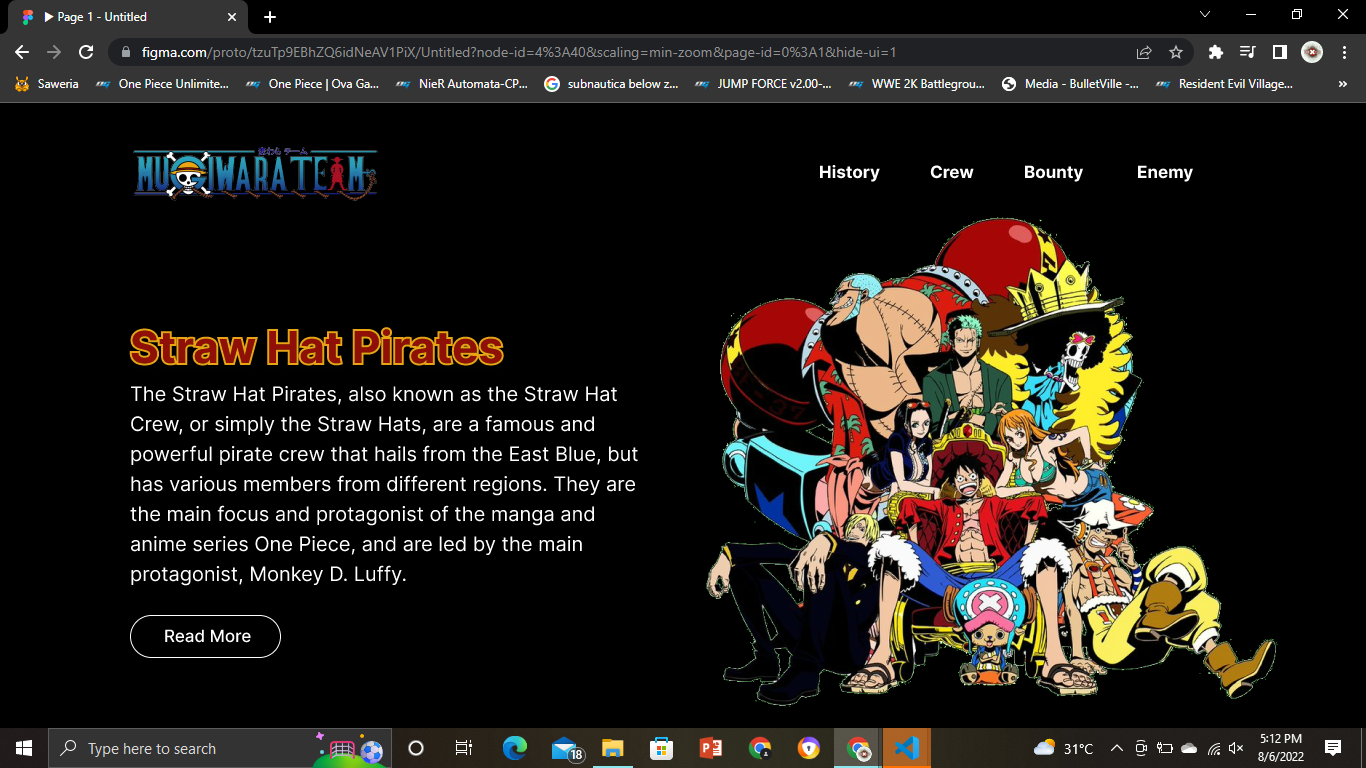 Page 1 - Untitled
figma.com/proto/tzuTp9EBhZQ6idNeAV1PiX/Untitled?node-id=4%3A40&scaling=min-zoom&page-id=0%3A1&hide-ui=1
Saweria One Piece Unlimite... One Piece | Ova Ga... NieR Automata-CP... subnautica below z... JUMP FORCE v2.00-... WWE 2K Battlegrou... Media - BulletVille -... Resident Evil Village... »
MUGIWARA TEAM
History Crew Bounty Enemy
Straw Hat Pirates
The Straw Hat Pirates, also known as the Straw Hat
Crew, or simply the Straw Hats, are a famous and
powerful pirate crew that hails from the East Blue, but
has various members from different regions. They are
the main focus and protagonist of the manga and
anime series One Piece, and are led by the main
protagonist, Monkey D. Luffy.
Read More
Type here to search
18
31°C
5:12 PM
8/6/2022